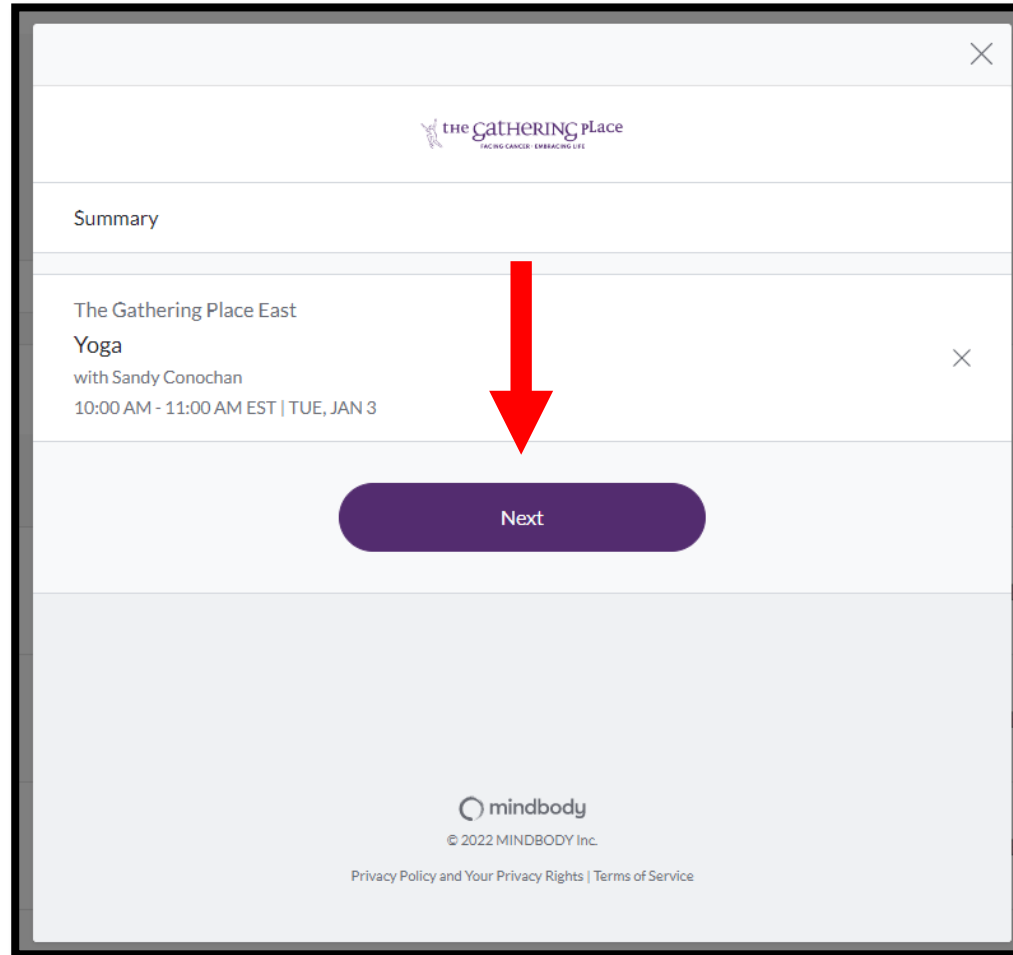 THE GATHERING PLACE
FACING CANCER · EMBRACING LIFE
Summary
The Gathering Place East
Yoga
with Sandy Conochan
10:00 AM - 11:00 AM EST | TUE, JAN 3
Next
mindbody
© 2022 MINDBODY Inc.
Privacy Policy and Your Privacy Rights | Terms of Service